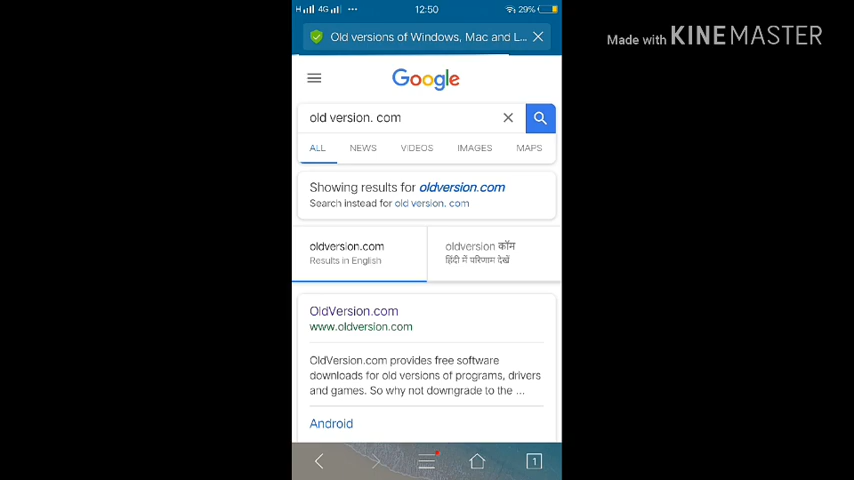 H 4G ••• 12:50 29%
Old versions of Windows, Mac and L...
Made with KINEMASTER
Google
old version. com
ALL NEWS VIDEOS IMAGES MAPS
Showing results for oldversion.com
Search instead for old version. com
oldversion.com
Results in English
oldversion कॉम
हिंदी में परिणाम देखें
OldVersion.com
www.oldversion.com
OldVersion.com provides free software
downloads for old versions of programs, drivers
and games. So why not downgrade to the ...
Android
1